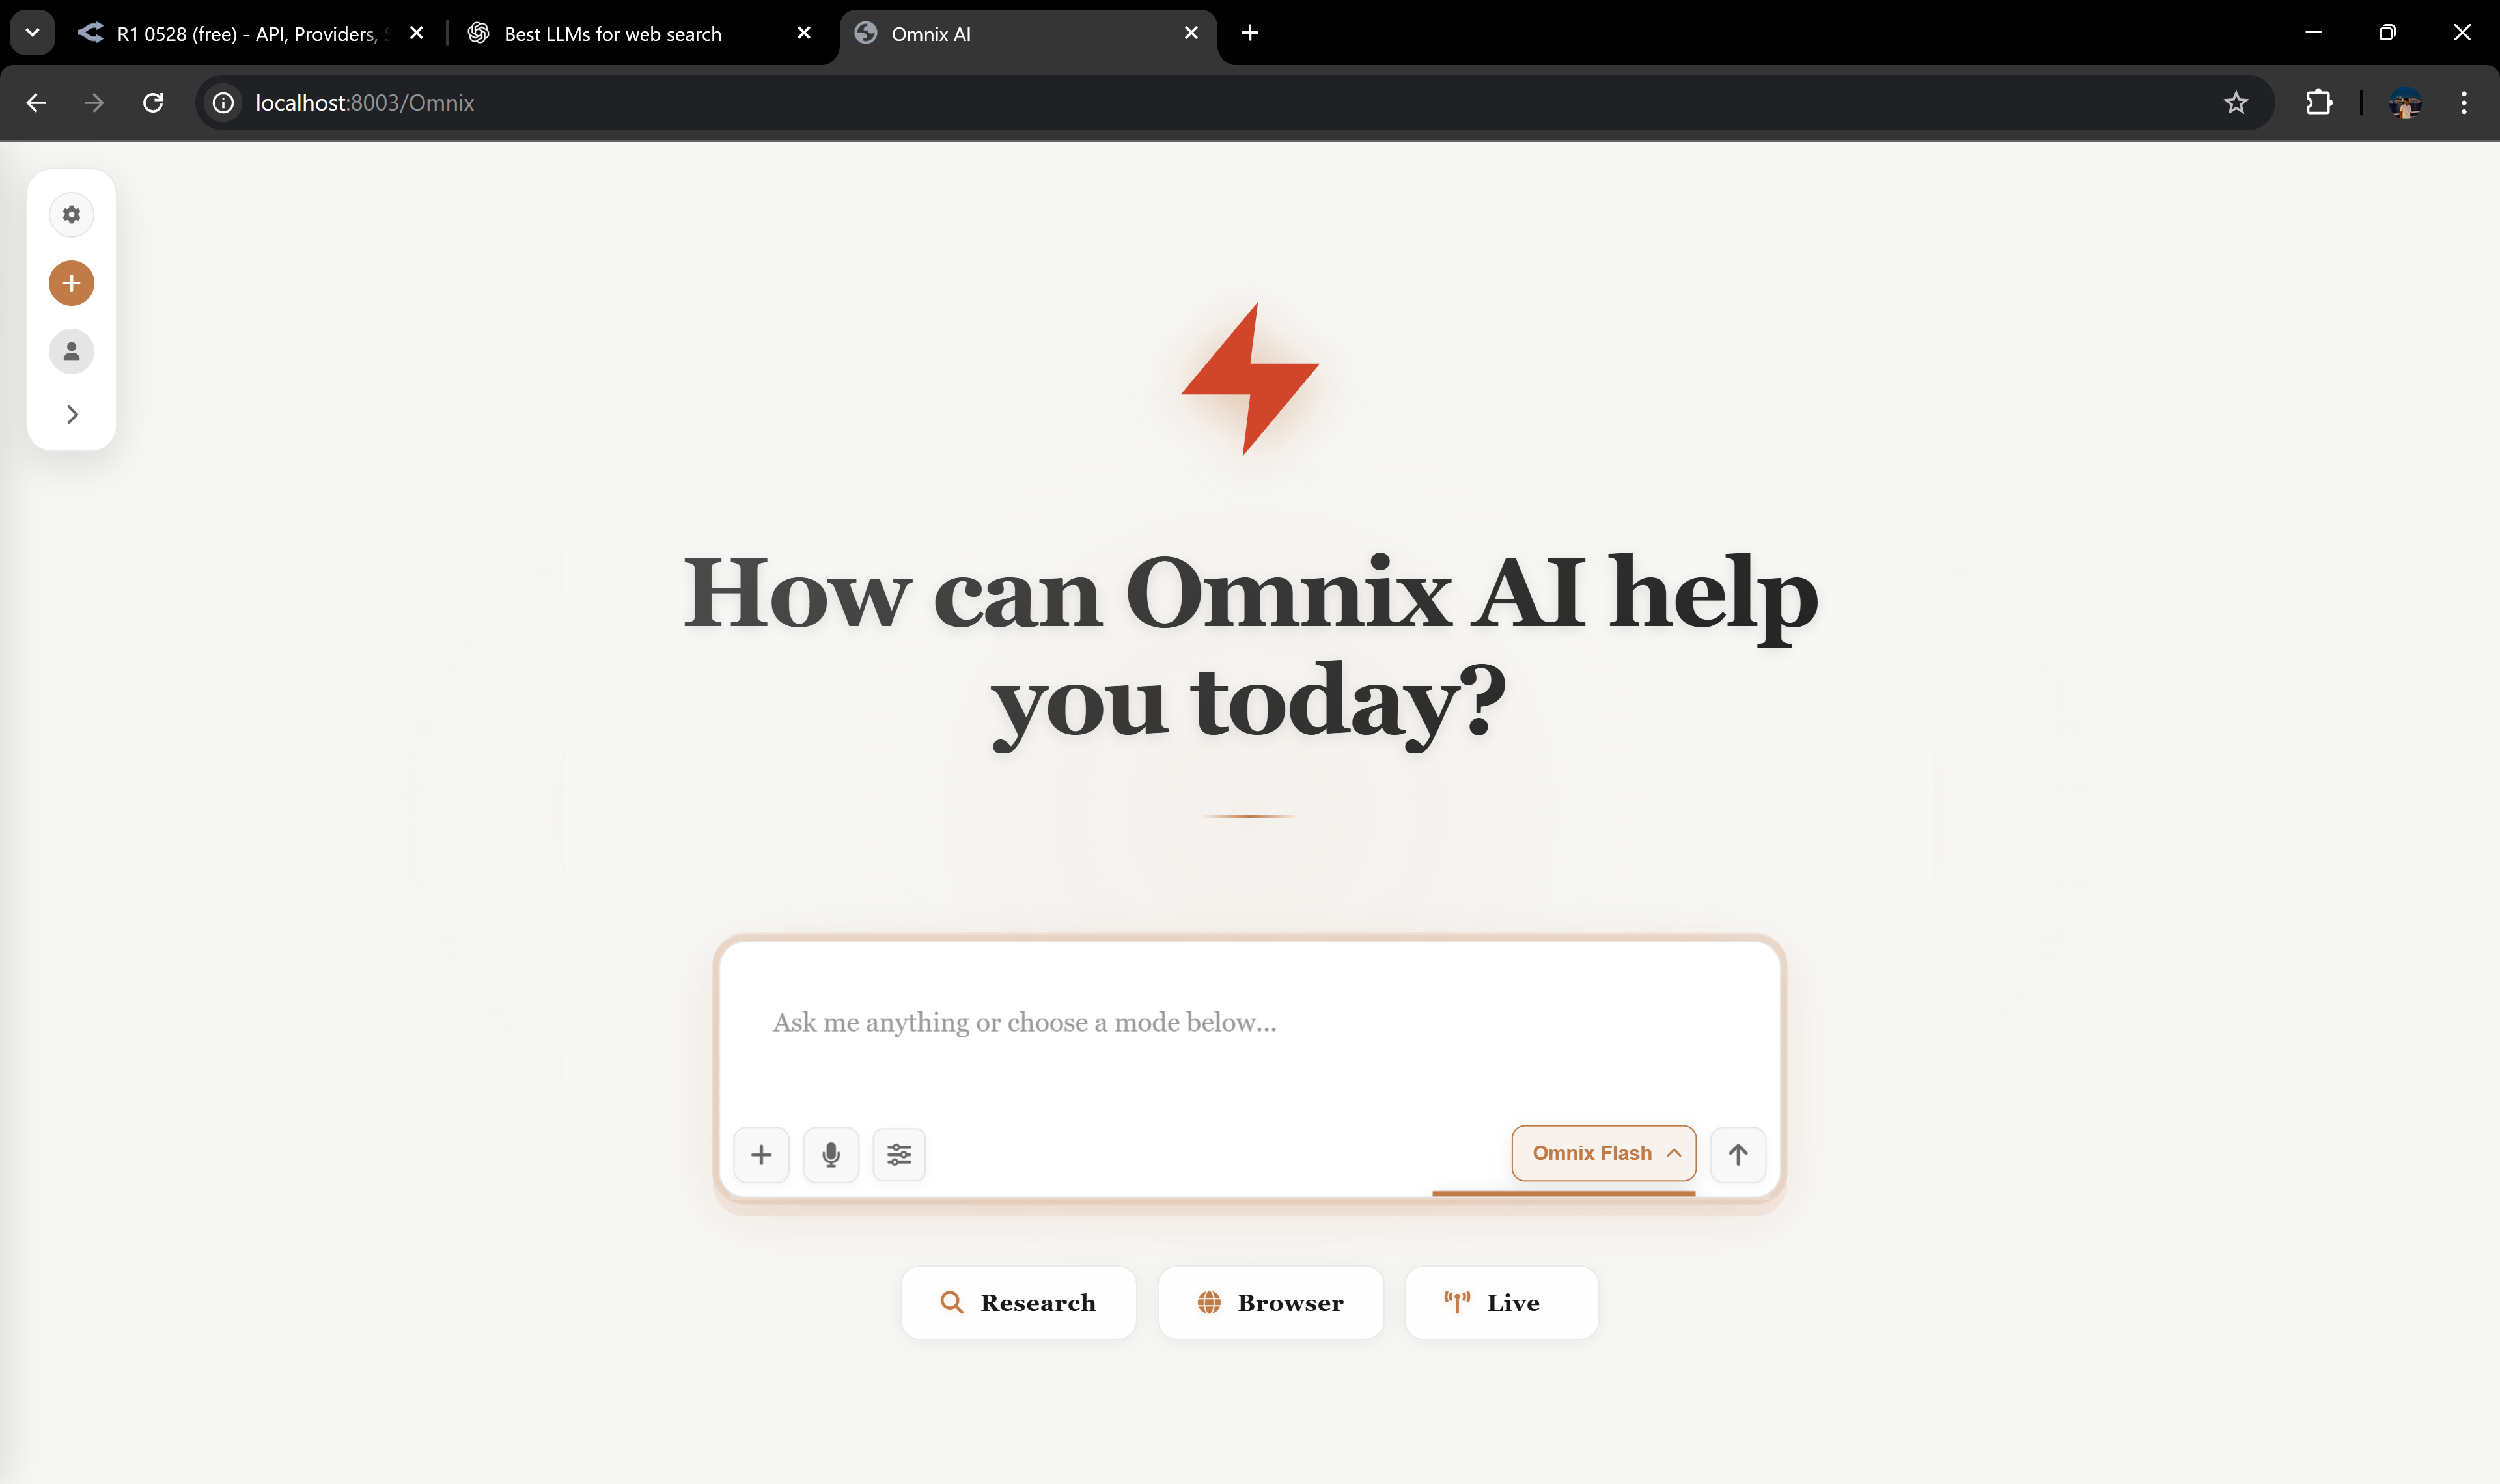 R1 0528 (free) - API, Providers,
Best LLMs for web search
Omnix AI
localhost:8003/Omnix
How can Omnix AI help
you today?
Ask me anything or choose a mode below...
Omnix Flash
Research
Browser
Live